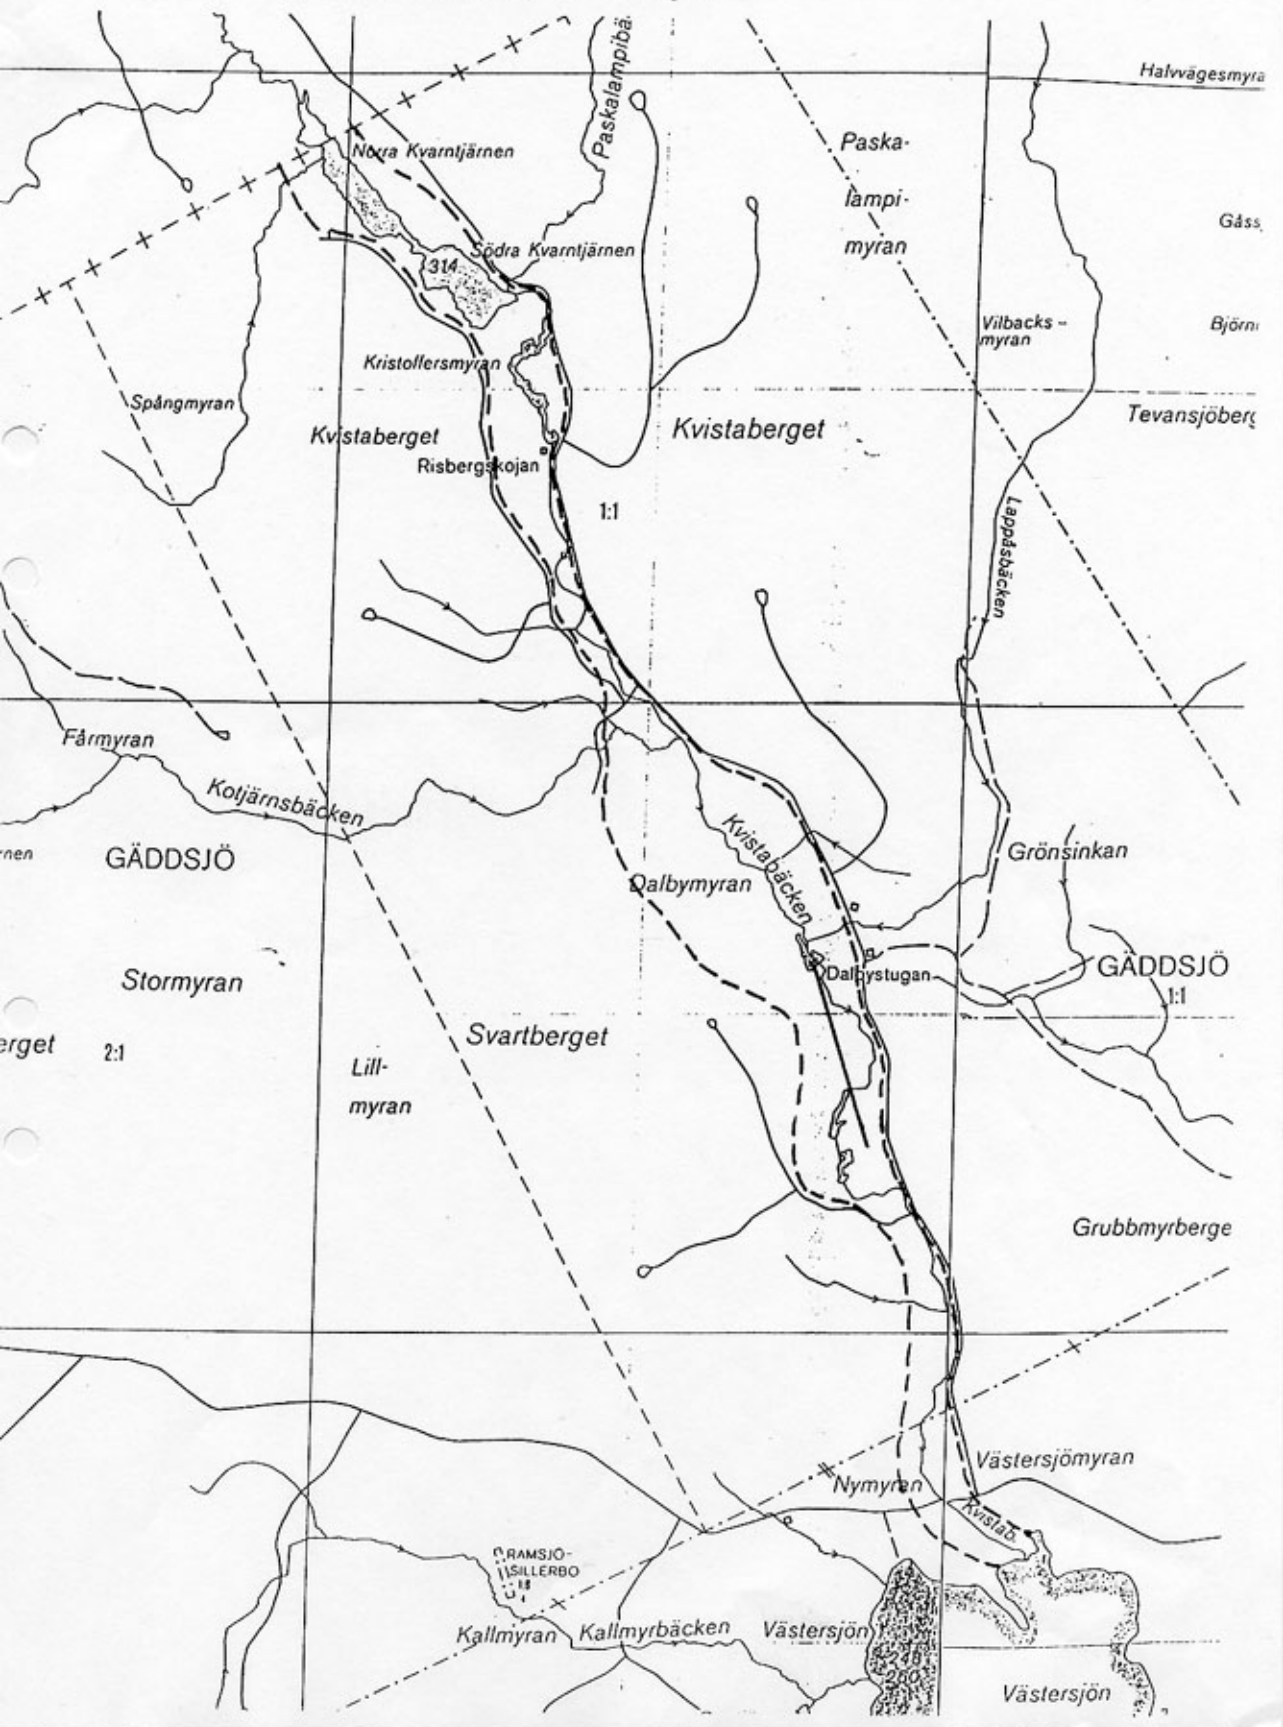 Paskalampibä.
Halvvägesmyra
Norra Kvarntjärnen
Paska-
lampi-
myran
Gåss
Södra Kvarntjärnen
314
Vilbacks-
myran
Björn
Kristoffersmyran
Spångmyran
Kvistaberget
Kvistaberget
Tevansjöberg
Risbergskojan
1:1
Lappåsbäcken
Fårmyran
Kotjärnsbäcken
rnen
GÄDDSJÖ
Kvistabäcken
Grönsinkan
Dalbymyran
Stormyran
Dalbystugan
GÄDDSJÖ
1:1
erget
2:1
Svartberget
Lill-
myran
Grubbmyrberge
Västersjömyran
Nymyran
Kvistab.
RAMSJÖ-
SILLERBO
Kallmyran
Kallmyrbäcken
Västersjön
Västersjön